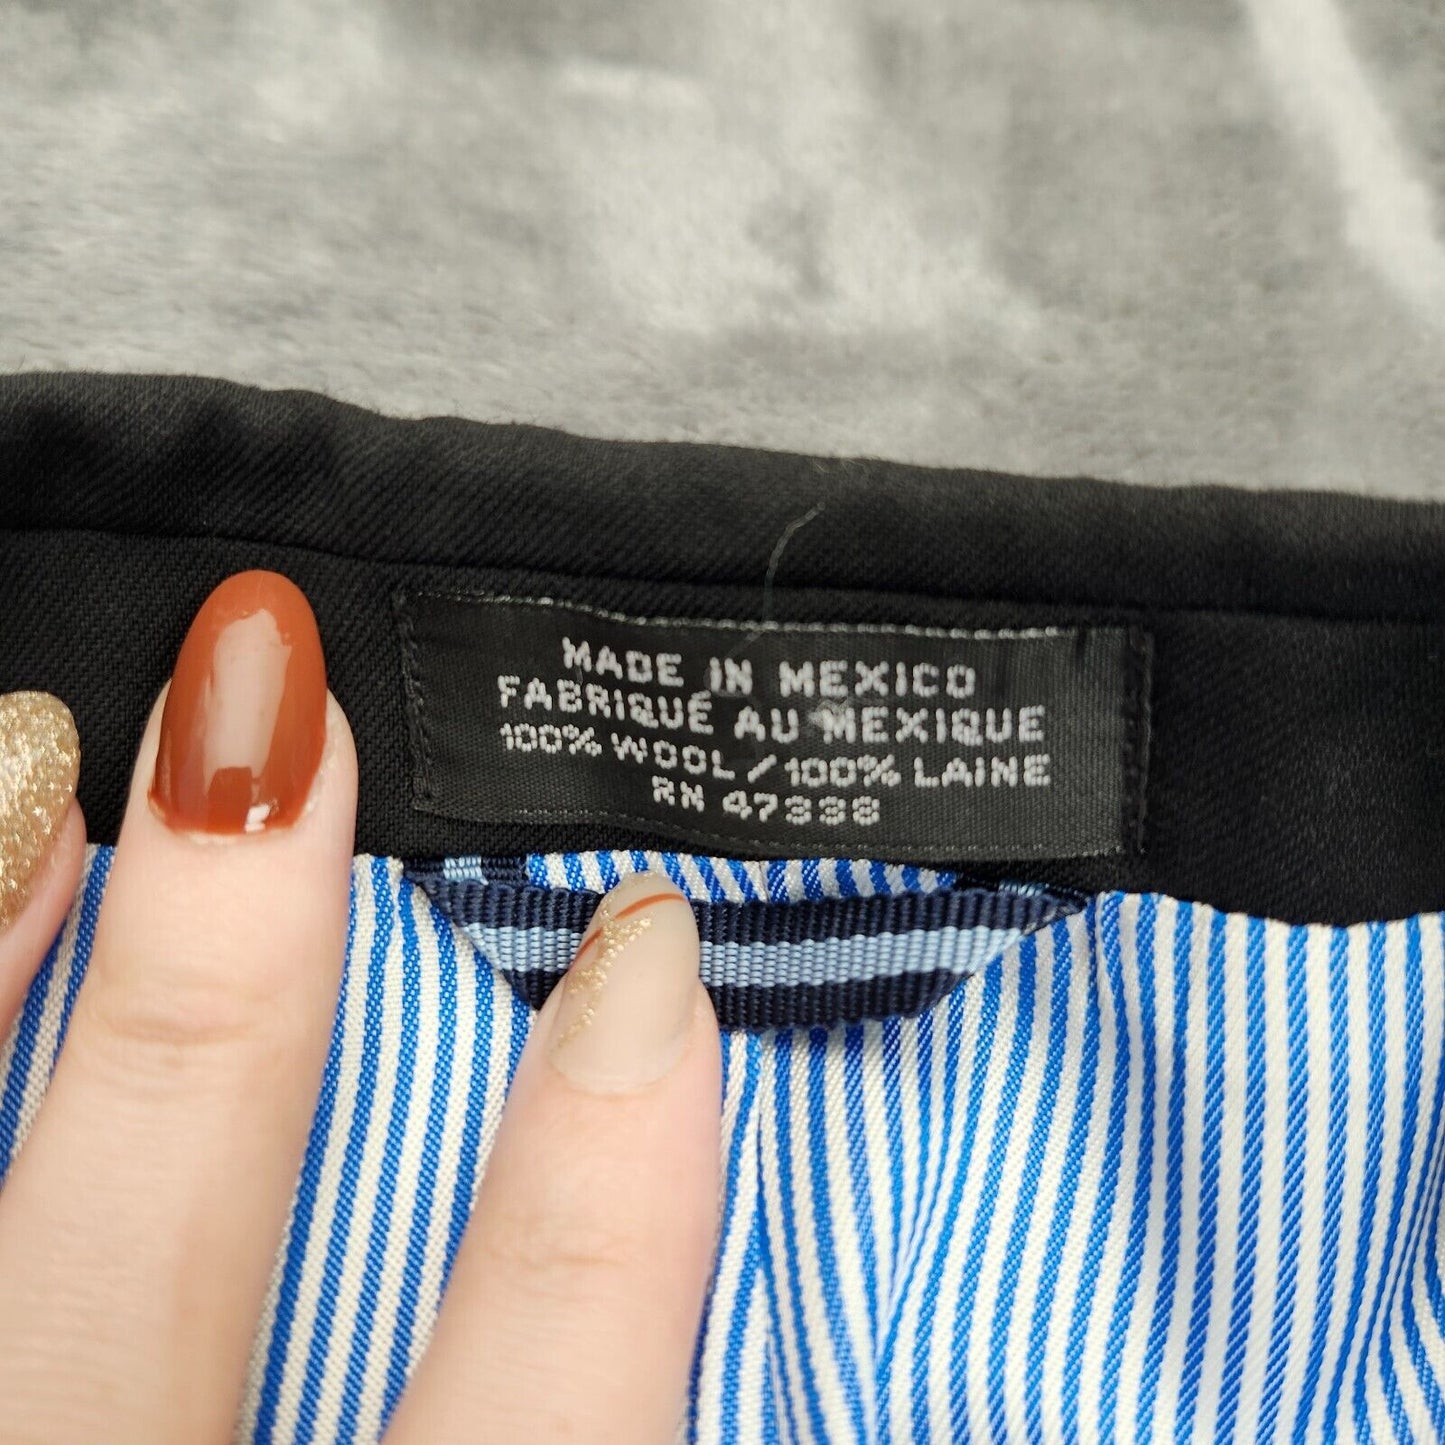 MADE IN MEXICO
FABRIQUÉ AU MEXIQUE
100% WOOL / 100% LAINE
RN 47338